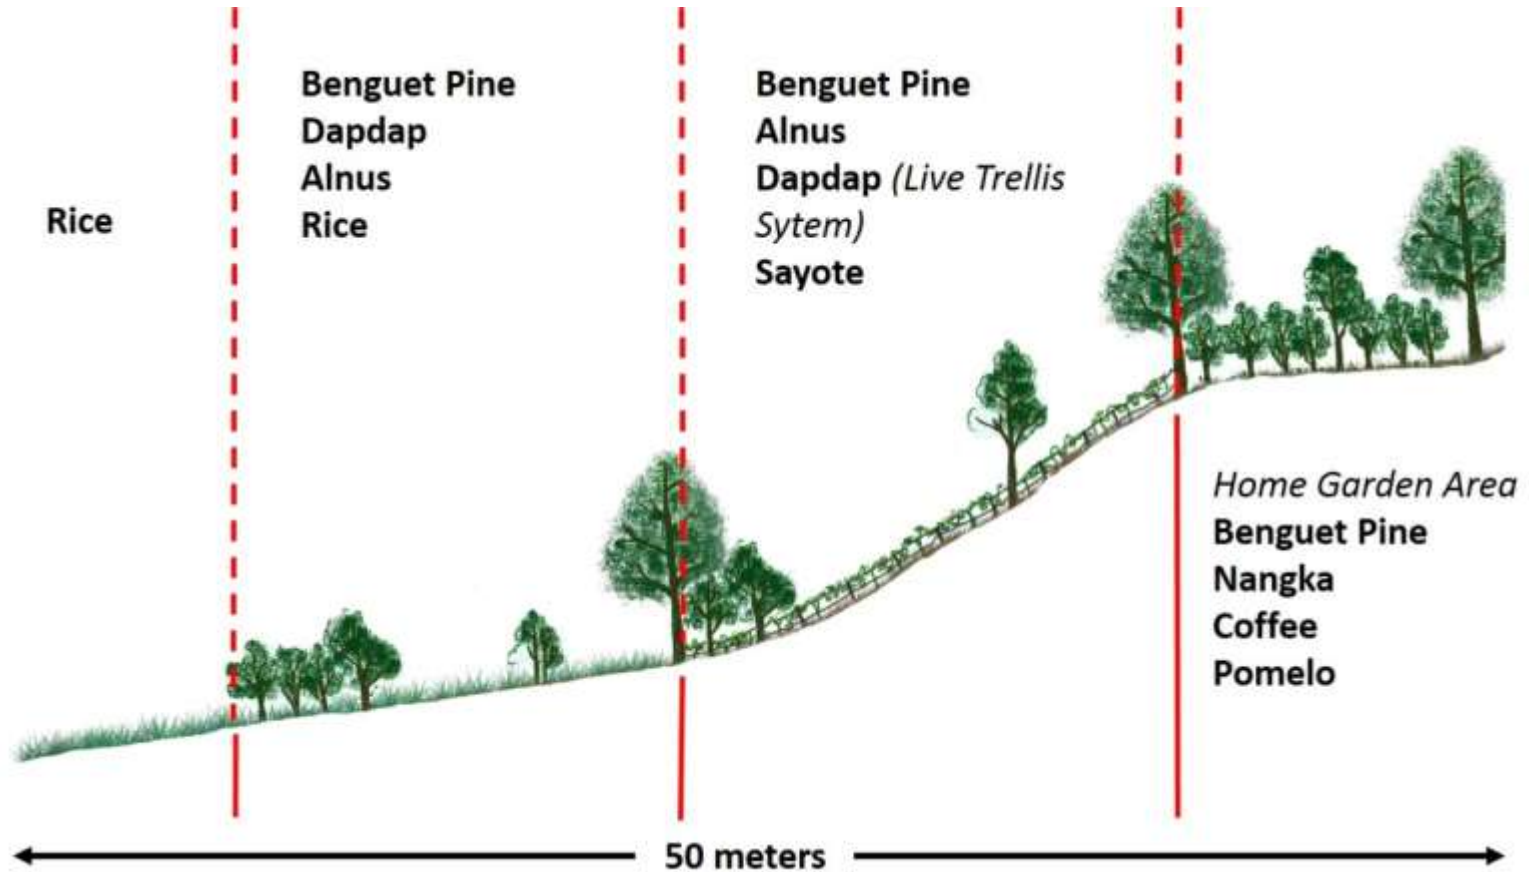 Rice
Benguet Pine
Dapdap
Alnus
Rice
Benguet Pine
Alnus
Dapdap (Live Trellis
Sytem)
Sayote
Home Garden Area
Benguet Pine
Nangka
Coffee
Pomelo
50 meters